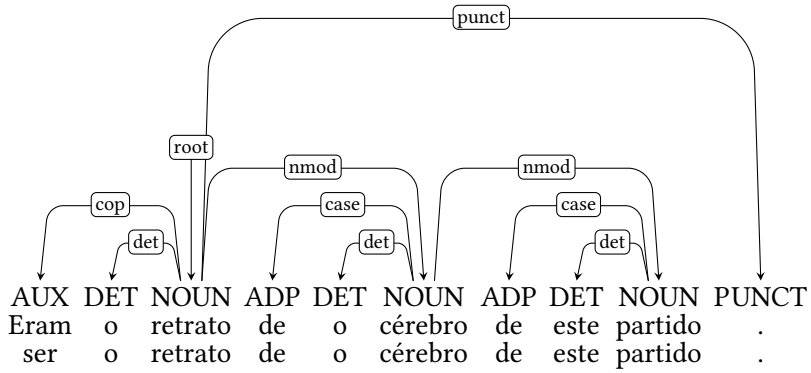 punct
root
nmod nmod
cop case case
det det det
AUX DET NOUN ADP DET NOUN ADP DET NOUN PUNCT
Eram o retrato de o cérebro de este partido .
ser o retrato de o cérebro de este partido .